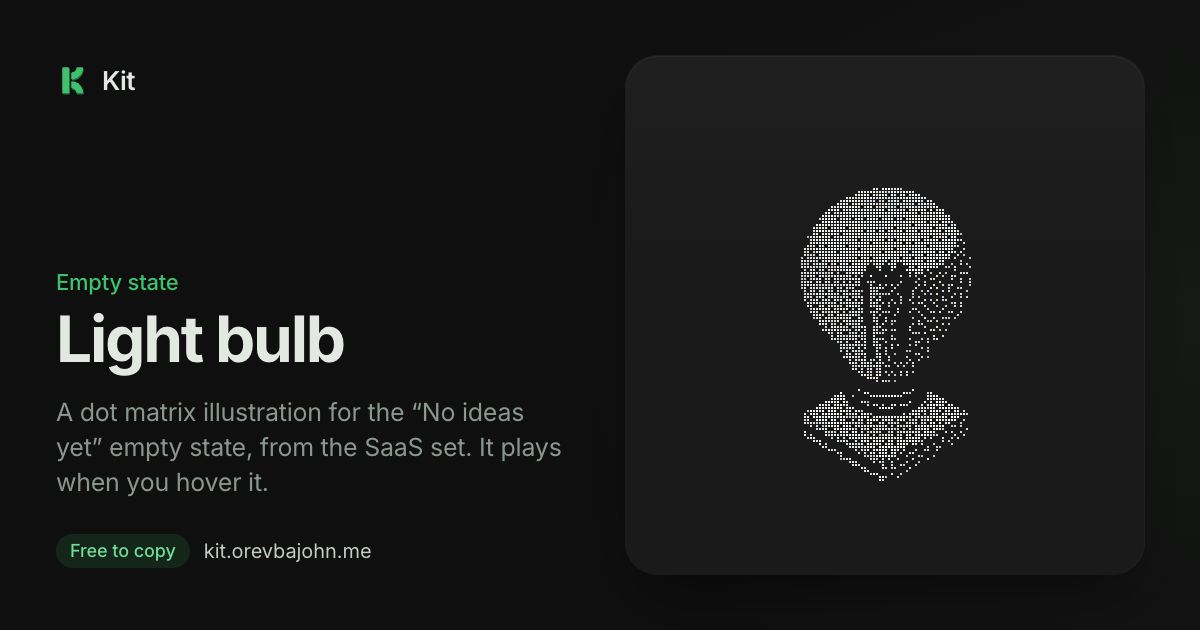 Kit
Empty state
Light bulb
A dot matrix illustration for the “No ideas
yet” empty state, from the SaaS set. It plays
when you hover it.
Free to copy
kit.orevbajohn.me